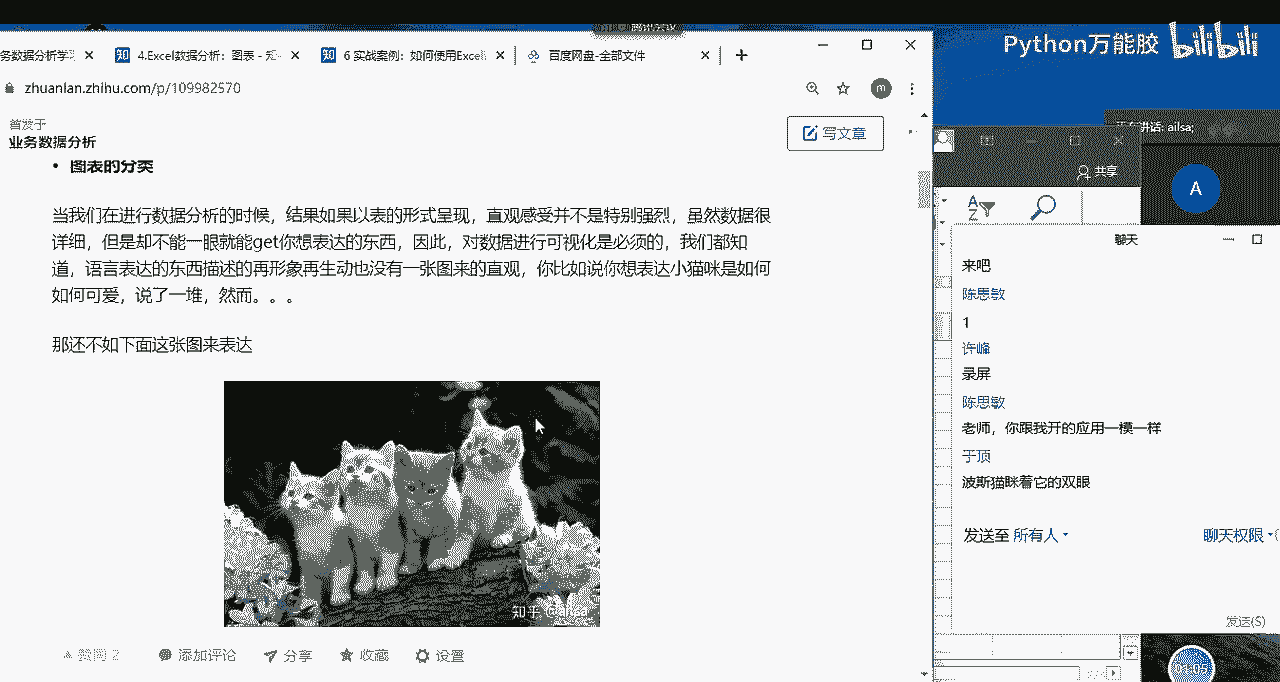 腾讯会议
Python万能胶 bilibili
务数据分析学习
4.Excel数据分析：图表 - 知
6 实战案例：如何使用Excel
百度网盘-全部文件
zhuanlan.zhihu.com/p/109982570
m
首发于
业务数据分析
写文章
图表的分类
当我们在进行数据分析的时候，结果如果以表的形式呈现，直观感受并不是特别强烈，虽然数据很
详细，但是却不能一眼就能get你想表达的东西，因此，对数据进行可视化是必须的，我们都知
道，语言表达的东西描述的再形象再生动也没有一张图来的直观，你比如说你想表达小猫咪是如何
如何可爱，说了一堆，然而。。。
那还不如下面这张图来表达
知乎 @ailsa
赞同 2
添加评论
分享
收藏
设置
正在讲话: ailsa;
共享
A
聊天
来吧
陈思敏
1
许峰
录屏
陈思敏
老师，你跟我开的应用一模一样
于顶
波斯猫眯着它的双眼
发送至 所有人
聊天权限
发送(S)
01:05